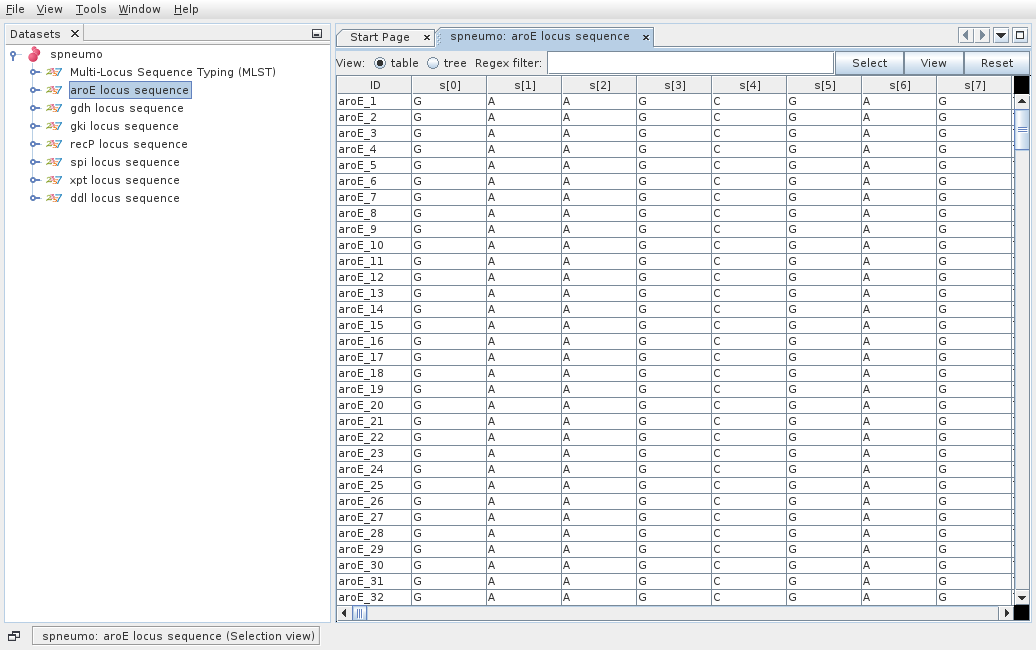 File View Tools Window Help
Datasets
spneumo
Multi-Locus Sequence Typing (MLST)
aroE locus sequence
gdh locus sequence
gki locus sequence
recP locus sequence
spi locus sequence
xpt locus sequence
ddl locus sequence
Start Page spneumo: aroE locus sequence
View: table tree Regex filter: Select View Reset
ID s[0] s[1] s[2] s[3] s[4] s[5] s[6] s[7]
aroE_1 G A A G C G A G
aroE_2 G A A G C G A G
aroE_3 G A A G C G A G
aroE_4 G A A G C G A G
aroE_5 G A A G C G A G
aroE_6 G A A G C G A G
aroE_7 G A A G C G A G
aroE_8 G A A G C G A G
aroE_9 G A A G C G A G
aroE_10 G A A G C G A G
aroE_11 G A A G C G A G
aroE_12 G A A G C G A G
aroE_13 G A A G C G A G
aroE_14 G A A G C G A G
aroE_15 G A A G C G A G
aroE_16 G A A G C G A G
aroE_17 G A A G C G A G
aroE_18 G A A G C G A G
aroE_19 G A A G C G A G
aroE_20 G A A G C G A G
aroE_21 G A A G C G A G
aroE_22 G A A G C G A G
aroE_23 G A A G C G A G
aroE_24 G A A G C G A G
aroE_25 G A A G C G A G
aroE_26 G A A G C G A G
aroE_27 G A A G C G A G
aroE_28 G A A G C G A G
aroE_29 G A A G C G A G
aroE_30 G A A G C G A G
aroE_31 G A A G C G A G
aroE_32 G A A G C G A G
spneumo: aroE locus sequence (Selection view)